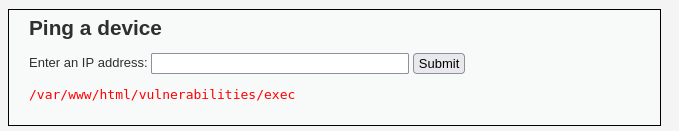 Ping a device
Enter an IP address: Submit
/var/www/html/vulnerabilities/exec